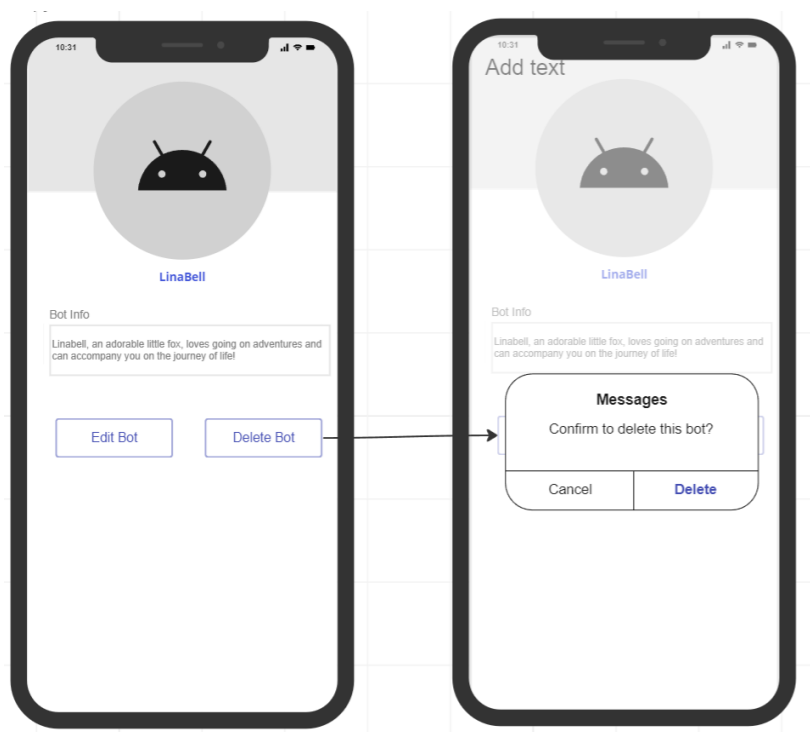 10:31
LinaBell
Bot Info
Linabell, an adorable little fox, loves going on adventures and
can accompany you on the journey of life!
Edit Bot
Delete Bot
10:31
Add text
LinaBell
Bot Info
Linabell, an adorable little fox, loves going on adventures and
can accompany you on the journey of life!
Messages
Confirm to delete this bot?
Cancel
Delete